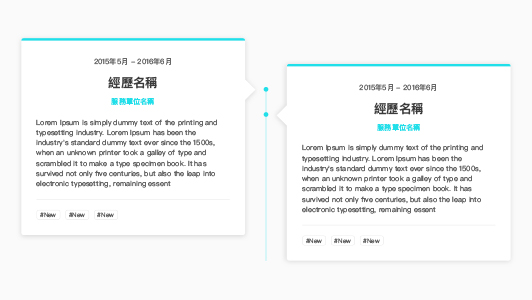 2015年5月 – 2016年6月
經歷名稱
服務單位名稱
Lorem Ipsum is simply dummy text of the printing and
typesetting industry. Lorem Ipsum has been the
industry's standard dummy text ever since the 1500s,
when an unknown printer took a galley of type and
scrambled it to make a type specimen book. It has
survived not only five centuries, but also the leap into
electronic typesetting, remaining essent
#New #New #New
2015年5月 – 2016年6月
經歷名稱
服務單位名稱
Lorem Ipsum is simply dummy text of the printing and
typesetting industry. Lorem Ipsum has been the
industry's standard dummy text ever since the 1500s,
when an unknown printer took a galley of type and
scrambled it to make a type specimen book. It has
survived not only five centuries, but also the leap into
electronic typesetting, remaining essent
#New #New #New